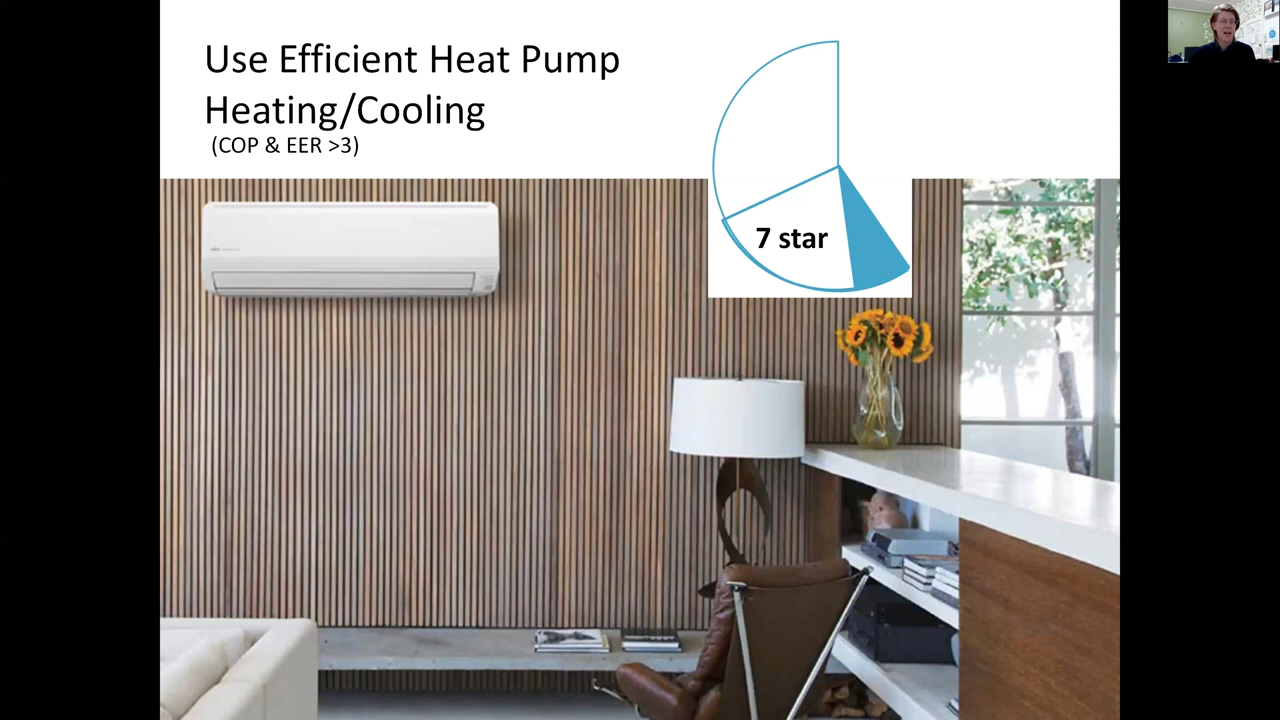 Use Efficient Heat Pump
Heating/Cooling
(COP & EER >3)
7 star